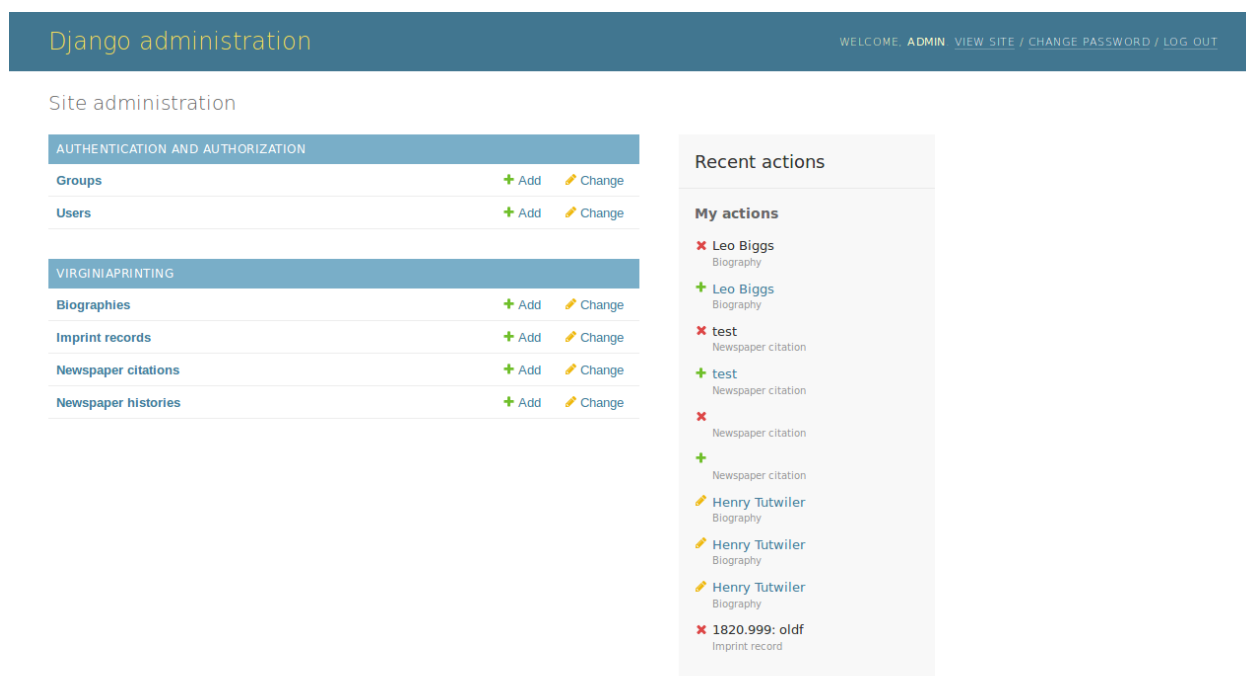 Django administration
WELCOME, ADMIN. VIEW SITE / CHANGE PASSWORD / LOG OUT
Site administration
AUTHENTICATION AND AUTHORIZATION
Groups Add Change
Users Add Change
VIRGINIAPRINTING
Biographies Add Change
Imprint records Add Change
Newspaper citations Add Change
Newspaper histories Add Change
Recent actions
My actions
Leo Biggs
Biography
Leo Biggs
Biography
test
Newspaper citation
test
Newspaper citation
Newspaper citation
Newspaper citation
Henry Tutwiler
Biography
Henry Tutwiler
Biography
Henry Tutwiler
Biography
1820.999: oldf
Imprint record